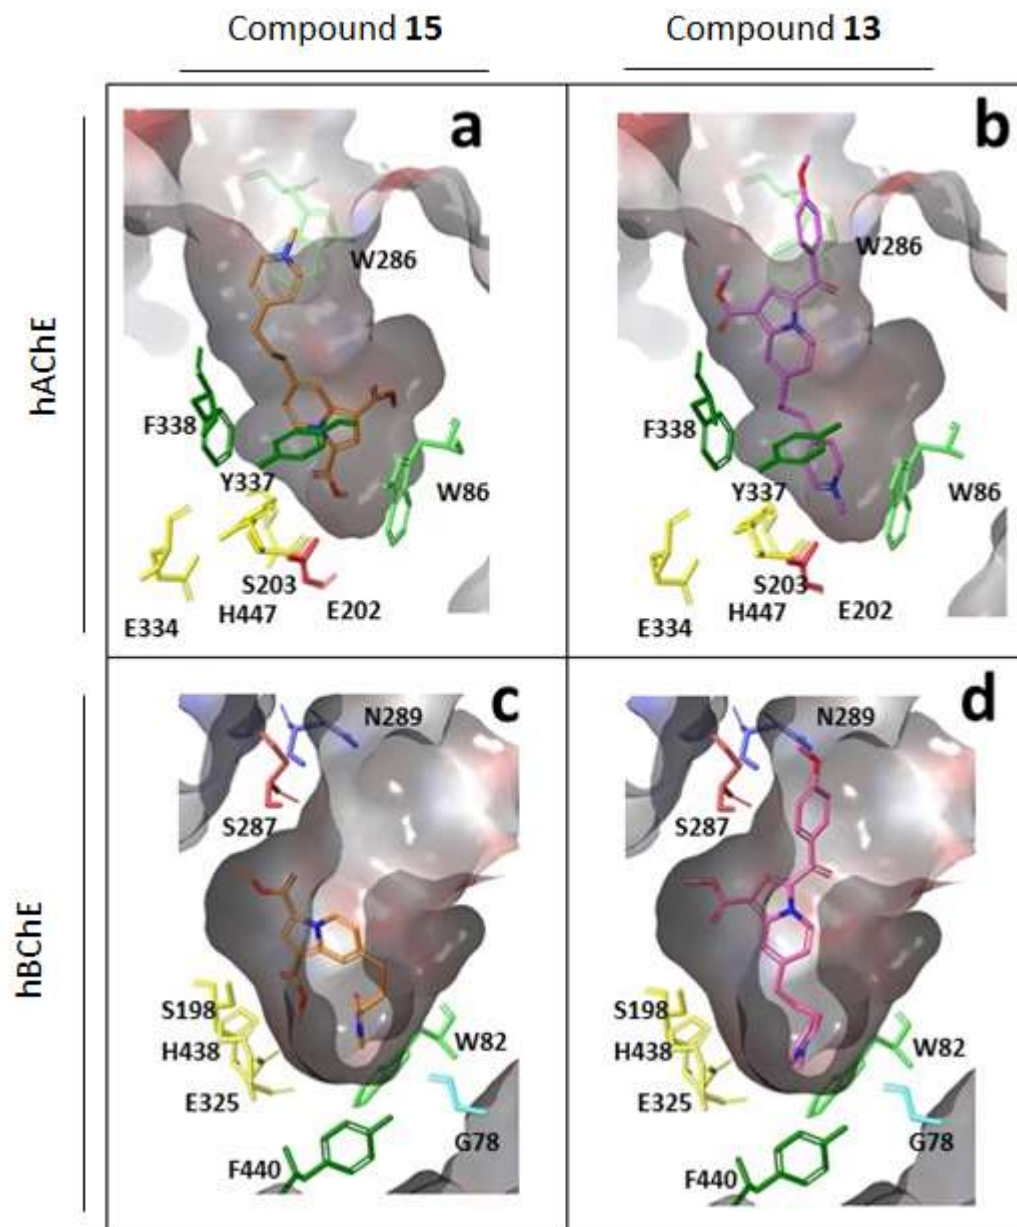 Compound 15
Compound 13
hAChE
a
W286
F338
Y337
W86
S203
E334
H447
E202
b
W286
F338
Y337
W86
S203
E334
H447
E202
hBChE
c
N289
S287
S198
H438
W82
E325
G78
F440
d
N289
S287
S198
H438
W82
E325
G78
F440